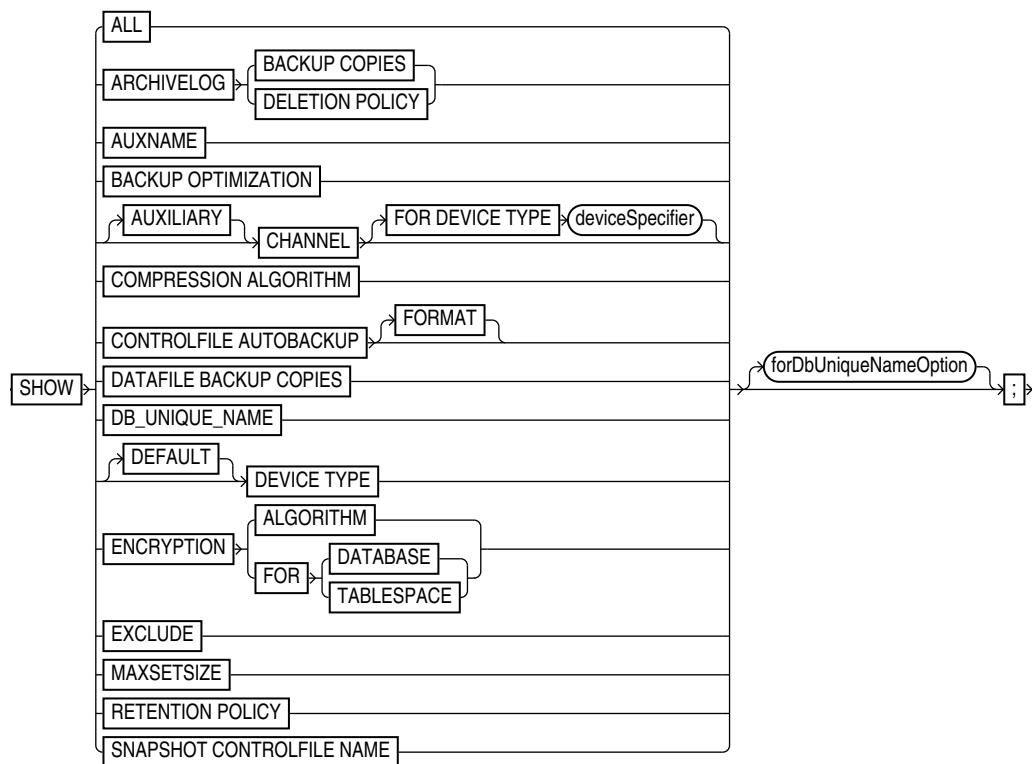 ALL
ARCHIVELOG
BACKUP COPIES
DELETION POLICY
AUXNAME
BACKUP OPTIMIZATION
AUXILIARY
CHANNEL
FOR DEVICE TYPE
deviceSpecifier
COMPRESSION ALGORITHM
CONTROLFILE AUTOBACKUP
FORMAT
SHOW
DATAFILE BACKUP COPIES
forDbUniqueNameOption
;
DB_UNIQUE_NAME
DEFAULT
DEVICE TYPE
ENCRYPTION
ALGORITHM
FOR
DATABASE
TABLESPACE
EXCLUDE
MAXSETSIZE
RETENTION POLICY
SNAPSHOT CONTROLFILE NAME